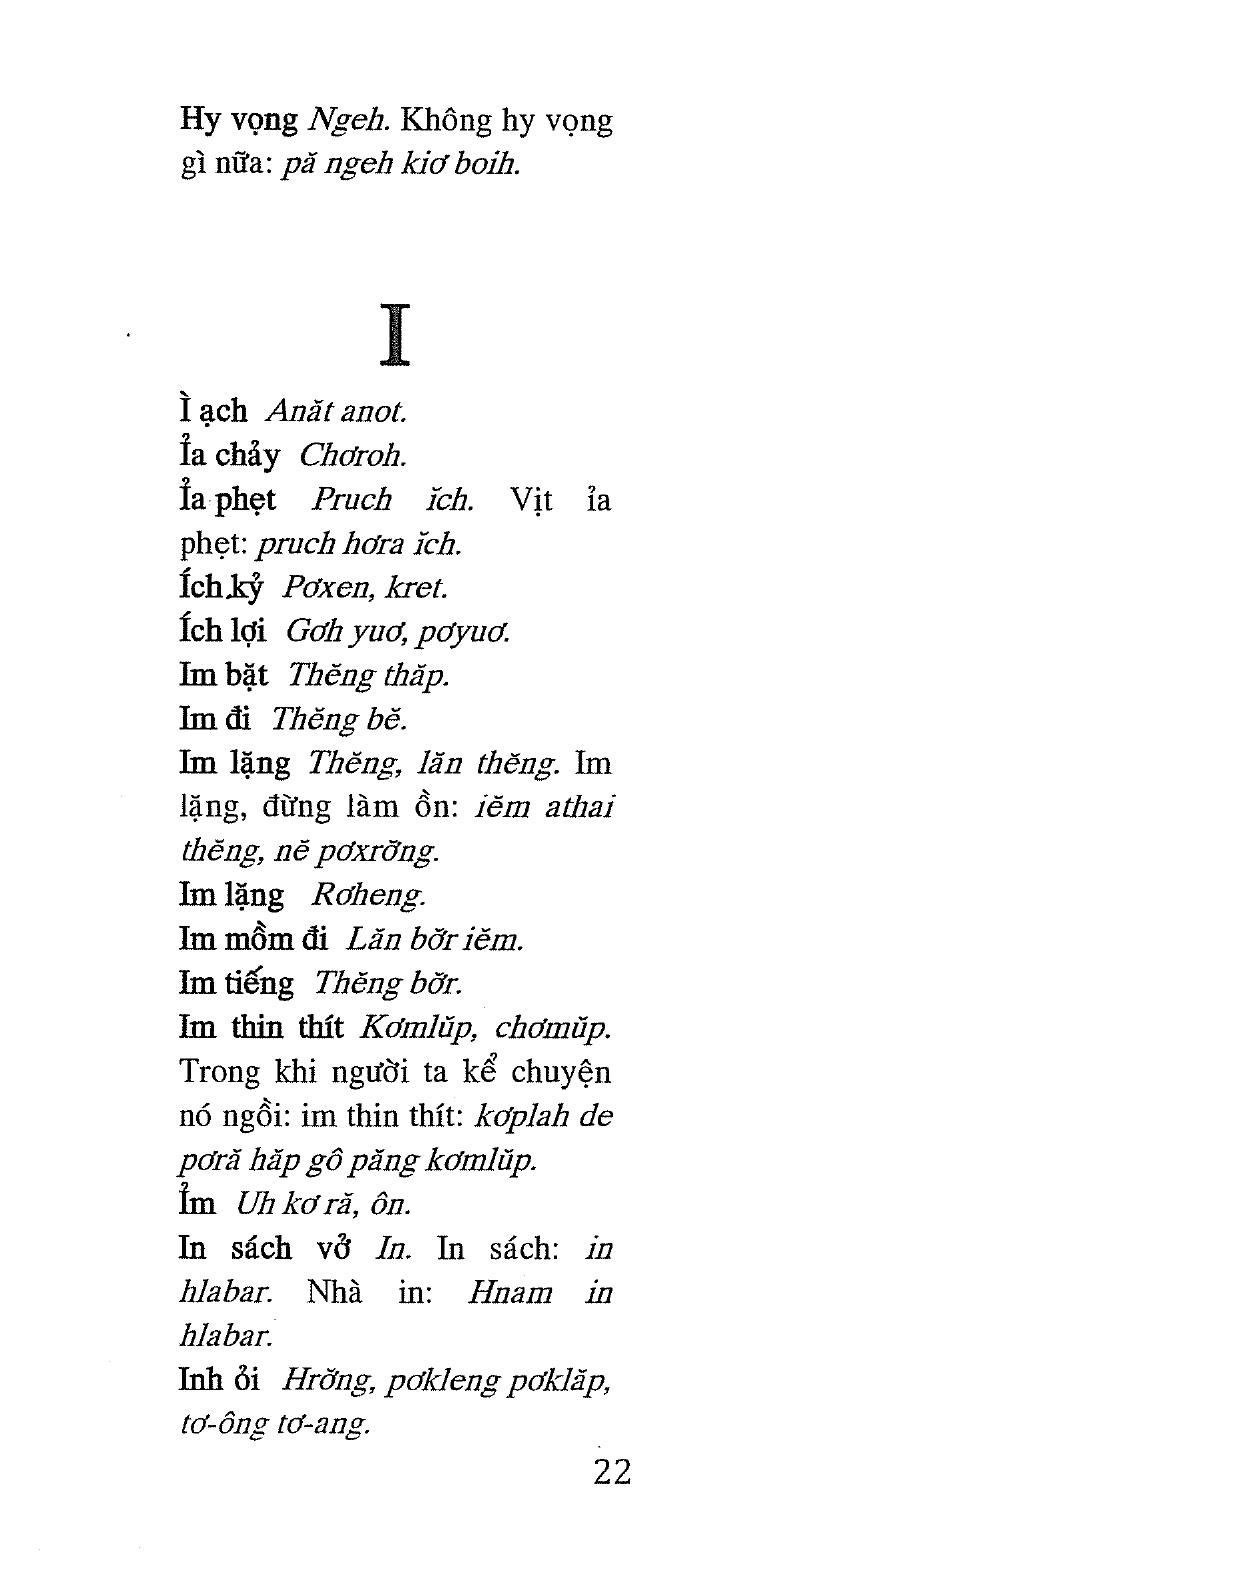 Hy vọng Ngeh. Không hy vọng
gì nữa: pă ngeh kiơ boih.
I
Ì ạch Anăt anot.
Ỉa chảy Chơroh.
Ỉa phẹt Pruch ĭch. Vịt ỉa
phẹt: pruch hơra ĭch.
Ích kỷ Pơxen, kret.
Ích lợi Gơh yuơ, pơyuơ.
Im bặt Thĕng thăp.
Im đi Thĕng bĕ.
Im lặng Thĕng, lăn thĕng. Im
lặng, đừng làm ồn: iĕm athai
thĕng, nĕ pơxrơ̆ng.
Im lặng Rơheng.
Im mồm đi Lăn bơ̆r iĕm.
Im tiếng Thĕng bơ̆r.
Im thin thít Kơmlŭp, chơmŭp.
Trong khi người ta kể chuyện
nó ngồi: im thin thít: kơplah de
pơră hăp gô păng kơmlŭp.
Ỉm Uh kơ ră, ôn.
In sách vở In. In sách: in
hlabar. Nhà in: Hnam in
hlabar.
Inh ỏi Hrơ̆ng, pơkleng pơklăp,
tơ-ông tơ-ang.
22